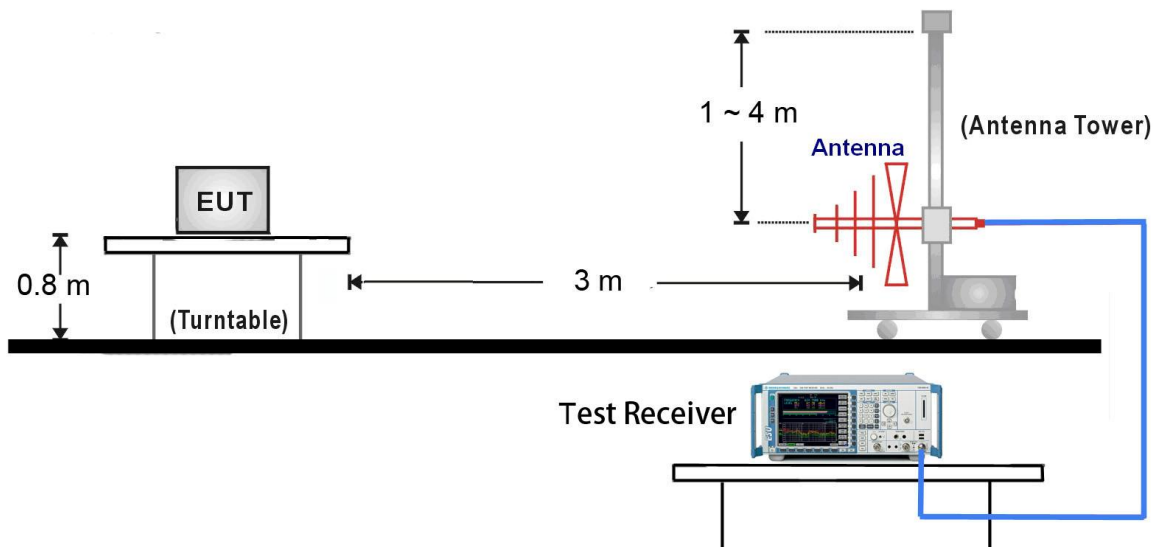 1 ~ 4 m
(Antenna Tower)
Antenna
EUT
0.8 m
3 m
(Turntable)
Test Receiver